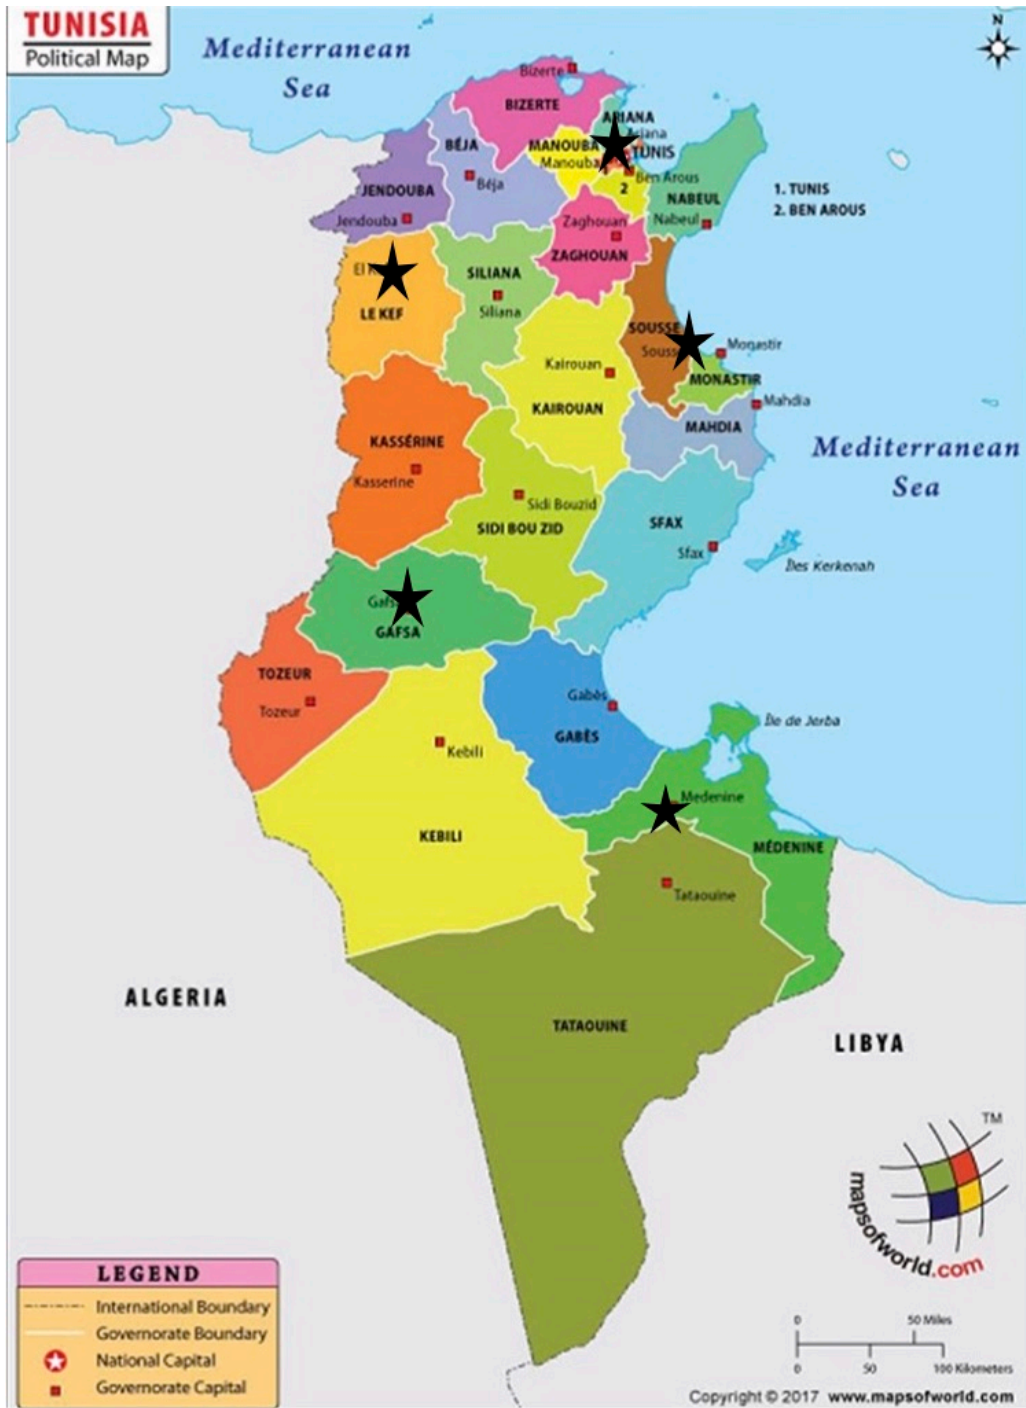 TUNISIA
Political Map
Mediterranean
Sea
N
Bizerte
BIZERTE
ARIANA
BÉJA
MANOUBA
TUNIS
Manouba
Ben Arous
2
JENDOUBA
Béja
NABEUL
1. TUNIS
2. BEN AROUS
Jendouba
Zaghouan
Nabeul
ZAGHOUAN
El
SILIANA
LE KEF
Siliana
SOUSSE
Monastir
Kairouan
MONASTIR
KAIROUAN
Mahdia
MAHDIA
KASSÉRINE
Mediterranean
Sea
Kasserine
Sidi Bouzid
SIDI BOU ZID
SFAX
Sfax
Îles Kerkenah
GAFSA
TOZEUR
Tozeur
Gabès
GABÈS
Île de Jerba
Kebili
KEBILI
Medenine
MÉDENINE
Tataouine
ALGERIA
TATAOUINE
LIBYA
TM
mapsofworld.com
LEGEND
International Boundary
Governorate Boundary
National Capital
Governorate Capital
0 50 Miles
0 50 100 Kilometers
Copyright © 2017 www.mapsofworld.com